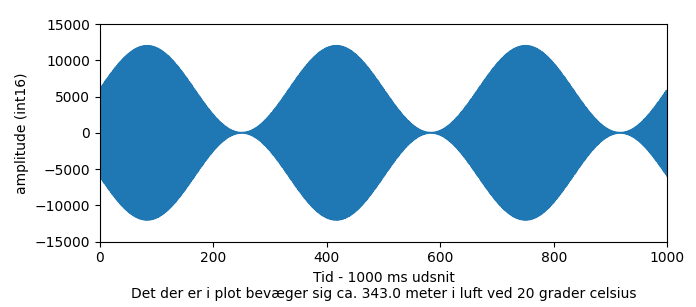 15000
10000
5000
0
−5000
−10000
−15000
amplitude (int16)
0 200 400 600 800 1000
Tid - 1000 ms udsnit
Det der er i plot bevæger sig ca. 343.0 meter i luft ved 20 grader celsius